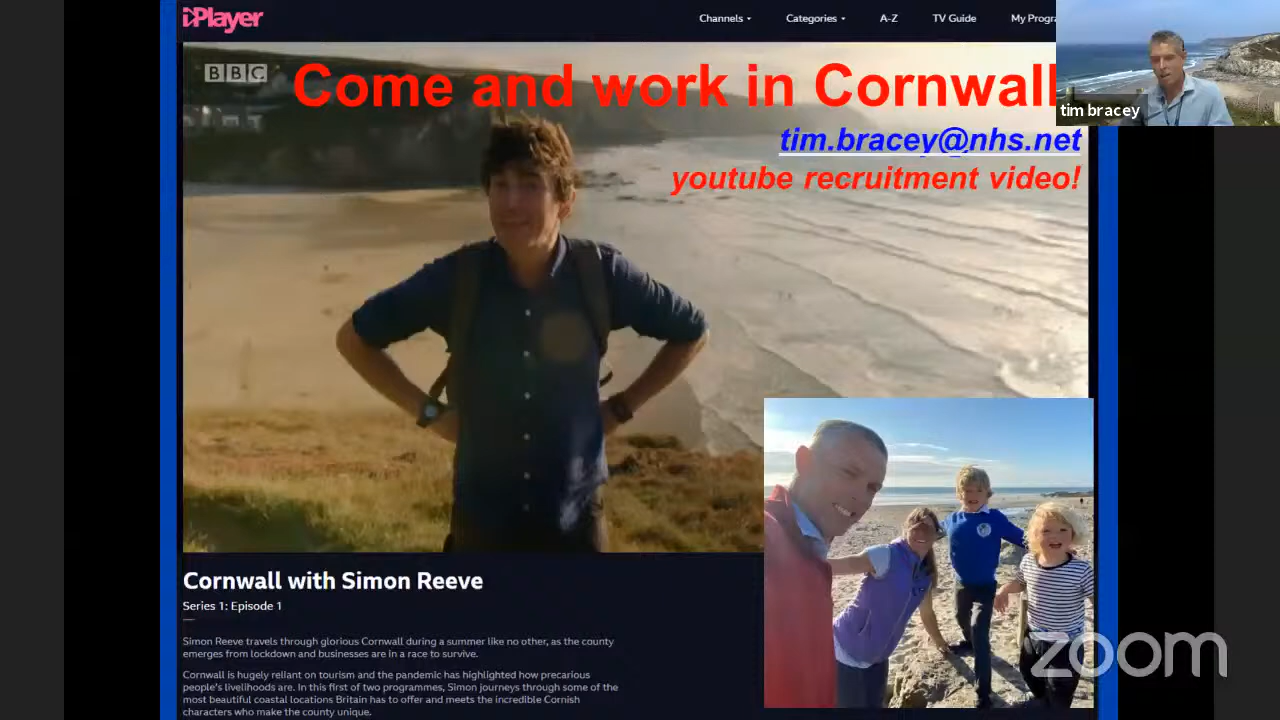 iPlayer
Channels
Categories
A-Z
TV Guide
My Progra
BBC
Come and work in Cornwall
tim bracey
tim.bracey@nhs.net
youtube recruitment video!
Cornwall with Simon Reeve
Series 1: Episode 1
Simon Reeve travels through glorious Cornwall during a summer like no other, as the county
emerges from lockdown and businesses are in a race to survive.
Cornwall is hugely reliant on tourism and the pandemic has highlighted how precarious
people's livelihoods are. In this first of two programmes, Simon journeys through some of the
most beautiful coastal locations Britain has to offer and meets the incredible Cornish
characters who make the county unique.
zoom